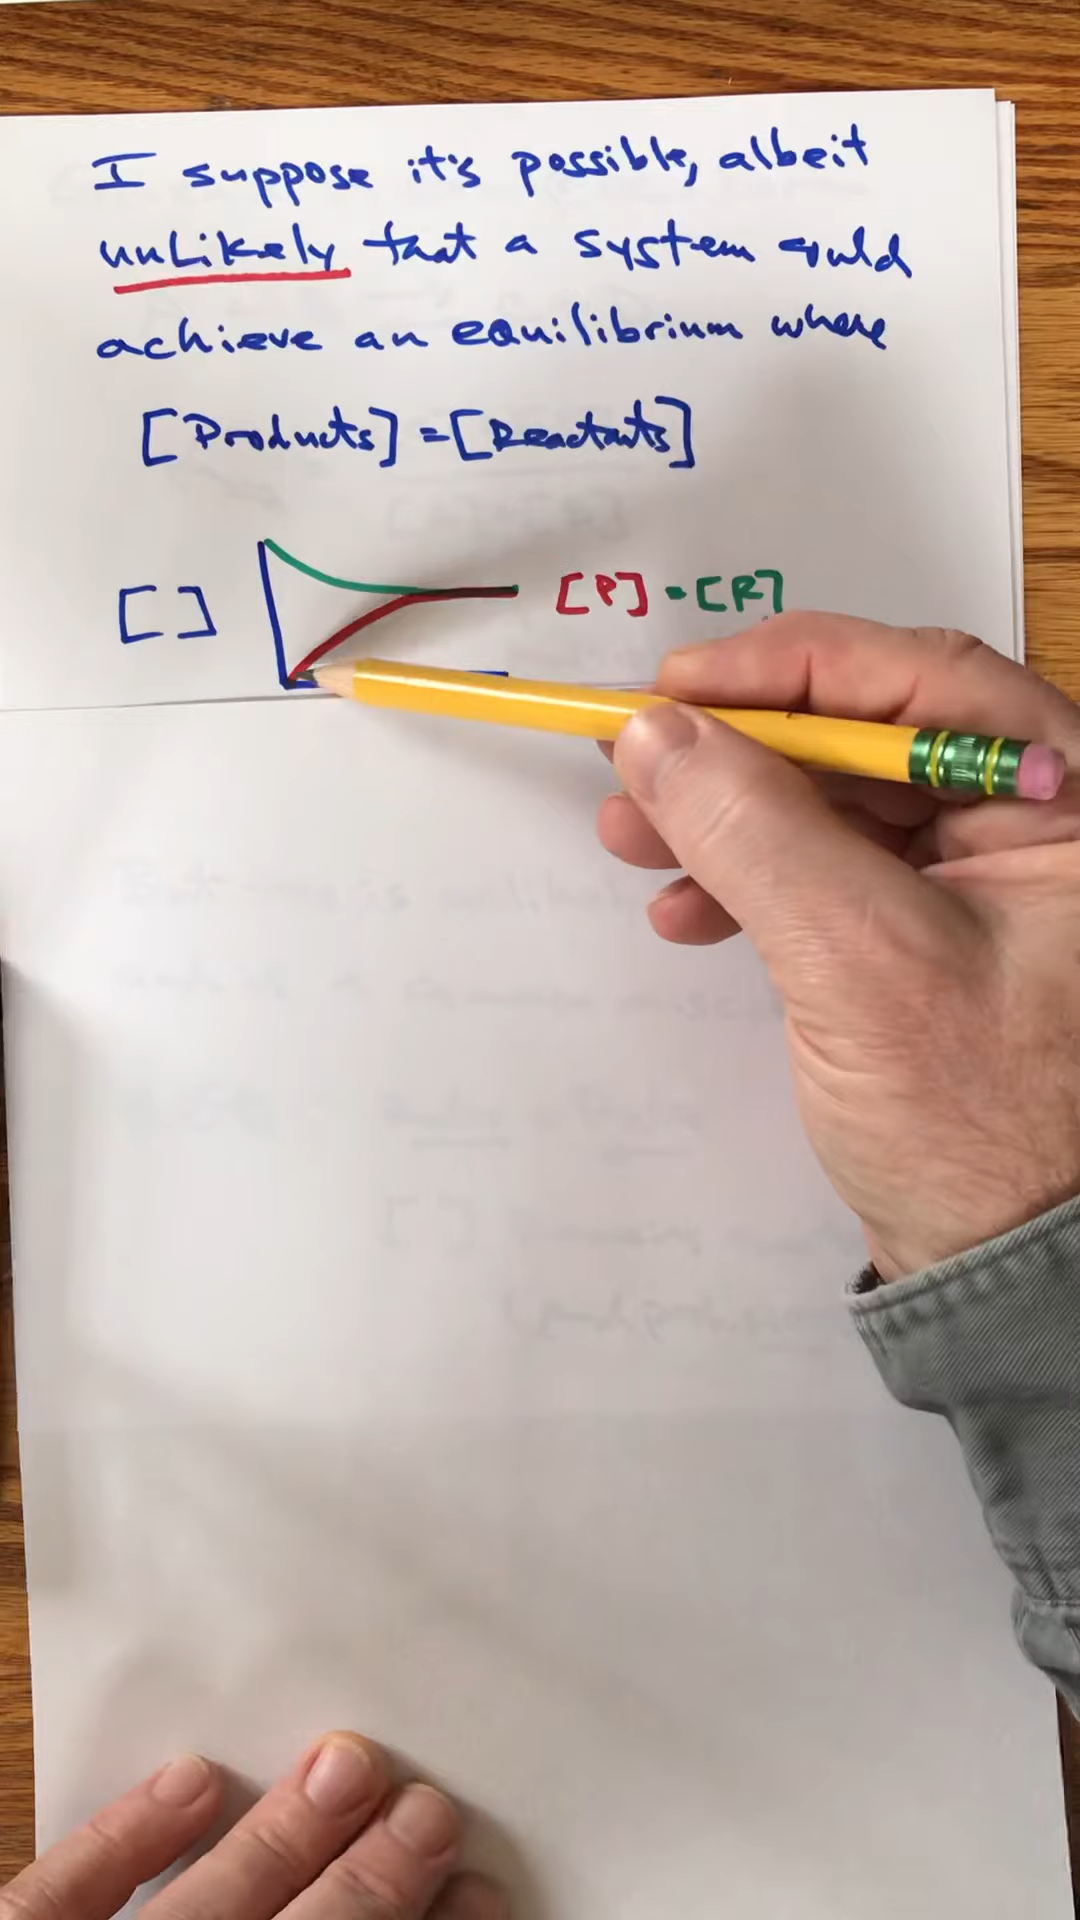 I suppose it's possible, albeit
unlikely that a system could
achieve an equilibrium where
[Products] = [Reactants]
[ ] [P] = [R]